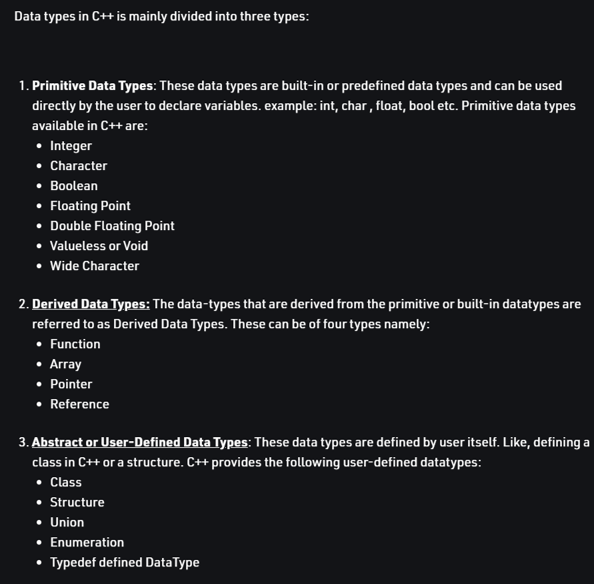 Data types in C++ is mainly divided into three types:
1. Primitive Data Types: These data types are built-in or predefined data types and can be used
directly by the user to declare variables. example: int, char , float, bool etc. Primitive data types
available in C++ are:
• Integer
• Character
• Boolean
• Floating Point
• Double Floating Point
• Valueless or Void
• Wide Character
2. Derived Data Types: The data-types that are derived from the primitive or built-in datatypes are
referred to as Derived Data Types. These can be of four types namely:
• Function
• Array
• Pointer
• Reference
3. Abstract or User-Defined Data Types: These data types are defined by user itself. Like, defining a
class in C++ or a structure. C++ provides the following user-defined datatypes:
• Class
• Structure
• Union
• Enumeration
• Typedef defined DataType